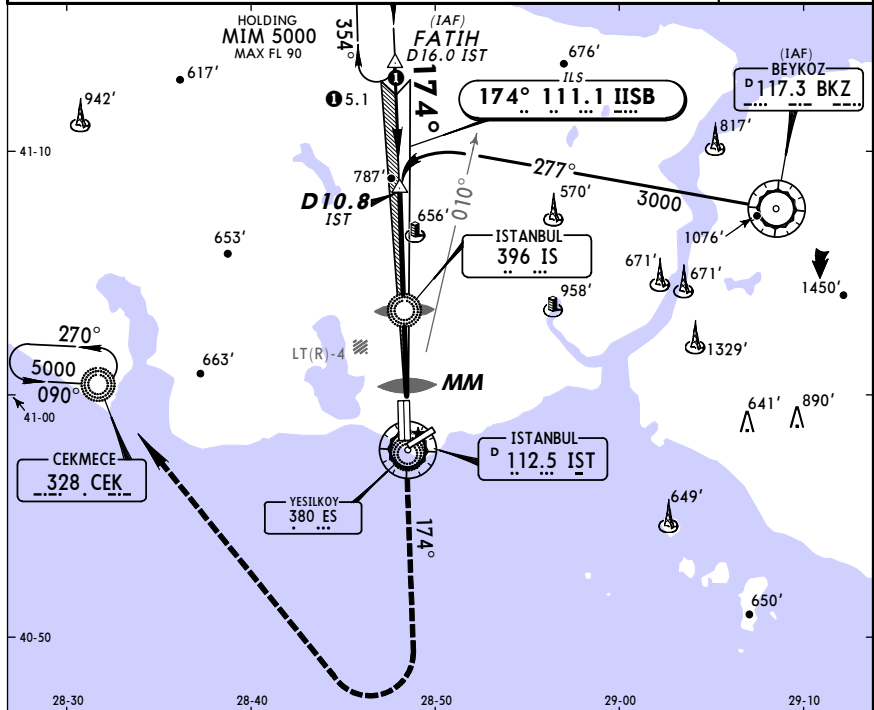 HOLDING
MIM 5000
MAX FL 90
354°
(IAF)
FATIH
D16.0 IST
1
174°
1 5.1
ILS
174° 111.1 IISB
(IAF)
BEYKOZ
D 117.3 BKZ
676'
617'
942'
817'
41-10
787'
D10.8
IST
277°
3000
010°
570'
656'
1076'
653'
ISTANBUL
396 IS
671'
671'
1450'
958'
270°
5000
090°
41-00
663'
LT(R)-4
1329'
MM
641'
890'
CEKMECE
328 CEK
ISTANBUL
D 112.5 IST
YESILKOY
380 ES
174°
649'
650'
40-50
28-30
28-40
28-50
29-00
29-10